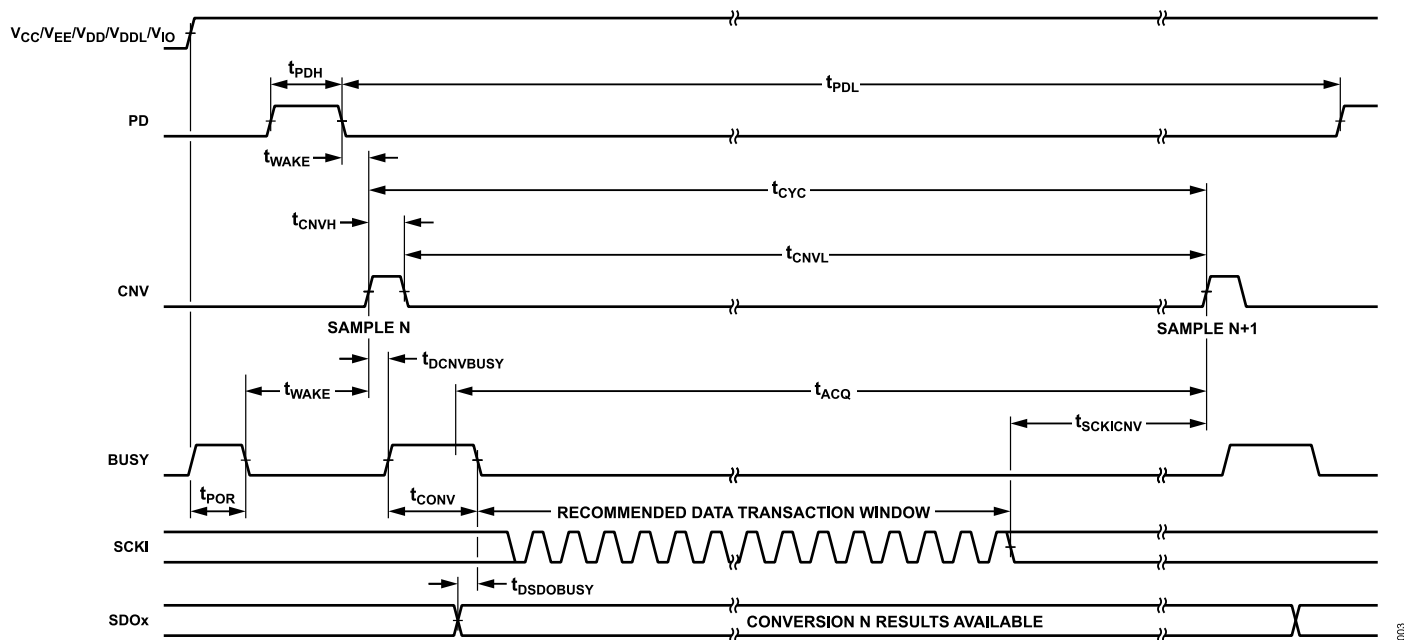 VCC/VEE/VDD/VDDL/VIO
tPDH
tPDL
PD
tWAKE
tCYC
tCNVH
tCNVL
CNV
SAMPLE N
SAMPLE N+1
tDCNVBUSY
tWAKE
tACQ
tSCKICNV
BUSY
tPOR
tCONV
RECOMMENDED DATA TRANSACTION WINDOW
SCKI
tDSDOBUSY
SDOx
CONVERSION N RESULTS AVAILABLE
003